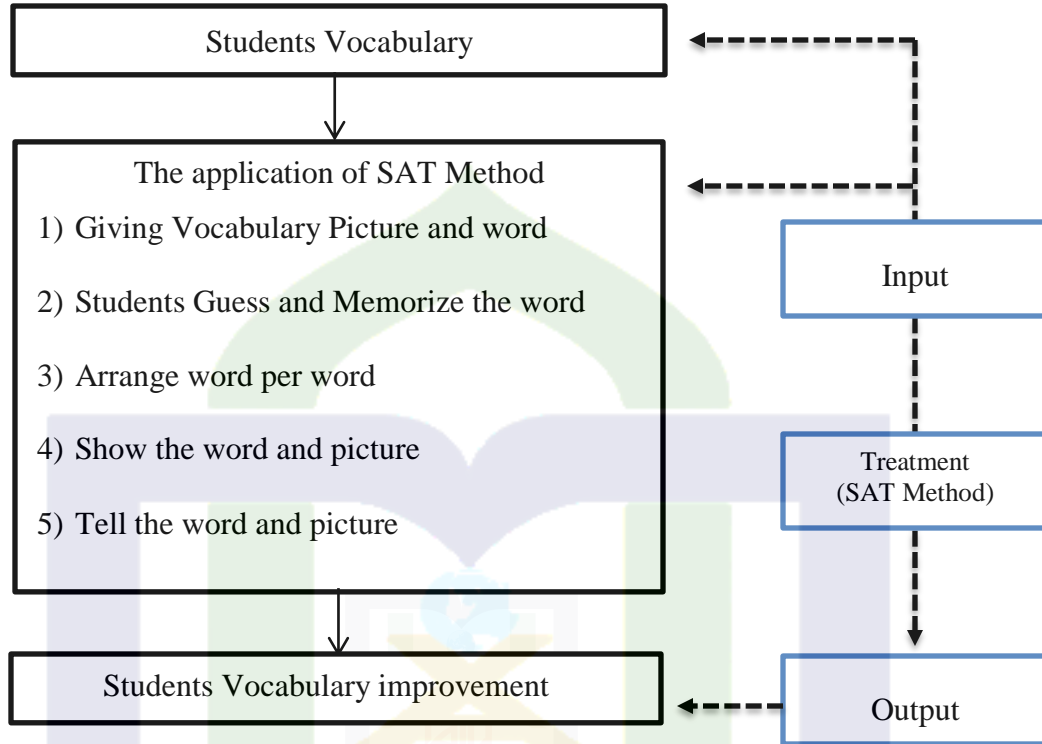 Students Vocabulary
The application of SAT Method
1) Giving Vocabulary Picture and word
2) Students Guess and Memorize the word
3) Arrange word per word
4) Show the word and picture
5) Tell the word and picture
Students Vocabulary improvement
Input
Treatment
(SAT Method)
Output